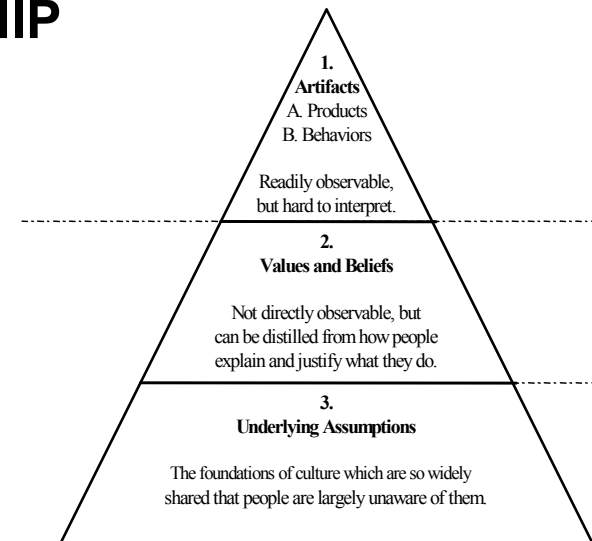 HIP
1.
Artifacts
A. Products
B. Behaviors
Readily observable,
but hard to interpret.
2.
Values and Beliefs
Not directly observable, but
can be distilled from how people
explain and justify what they do.
3.
Underlying Assumptions
The foundations of culture which are so widely
shared that people are largely unaware of them.